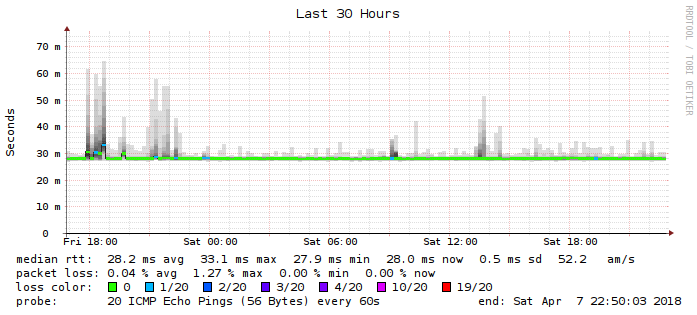 Last 30 Hours
RRDTOOL / TOBI OETIKER
Seconds
70 m
60 m
50 m
40 m
30 m
20 m
10 m
0
Fri 18:00 Sat 00:00 Sat 06:00 Sat 12:00 Sat 18:00
median rtt: 28.2 ms avg 33.1 ms max 27.9 ms min 28.0 ms now 0.5 ms sd 52.2 am/s
packet loss: 0.04 % avg 1.27 % max 0.00 % min 0.00 % now
loss color: 0 1/20 2/20 3/20 4/20 10/20 19/20
probe: 20 ICMP Echo Pings (56 Bytes) every 60s end: Sat Apr 7 22:50:03 2018